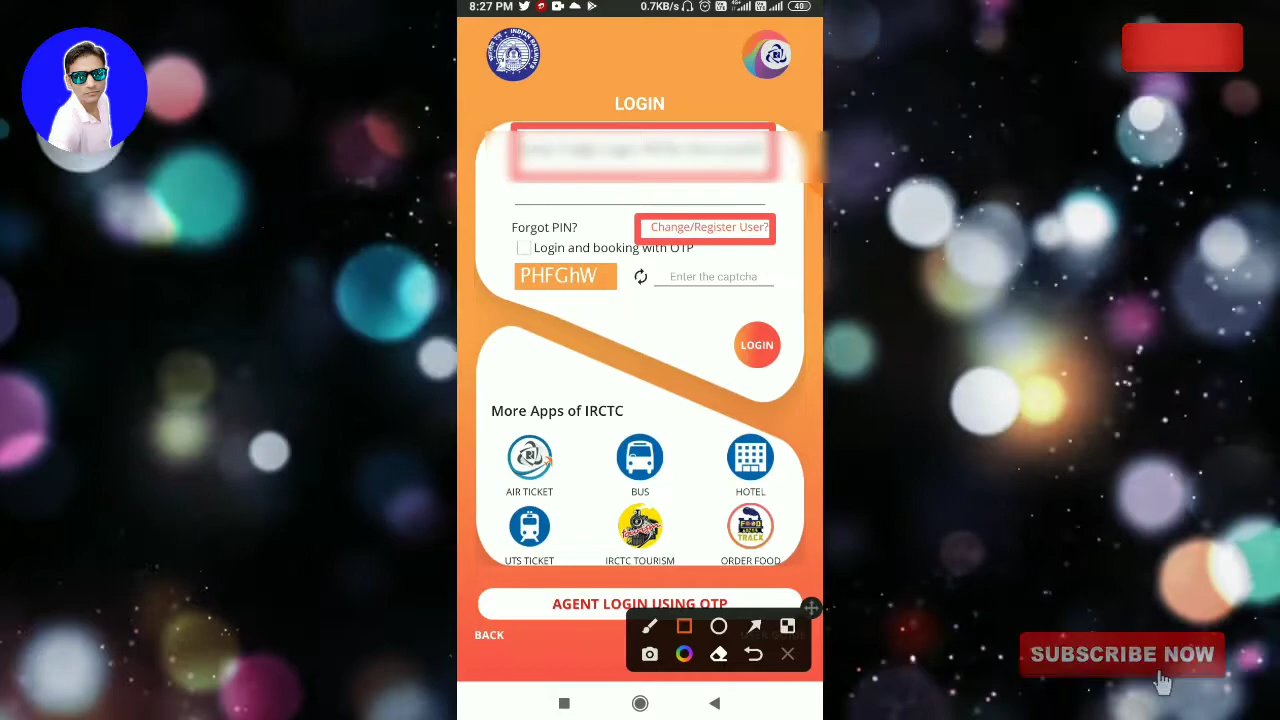 8:27 PM
0.7KB/s
40
LOGIN
Forgot PIN?
Change/Register User?
Login and booking with OTP
PHFGhW
Enter the captcha
LOGIN
More Apps of IRCTC
AIR TICKET
BUS
HOTEL
UTS TICKET
IRCTC TOURISM
ORDER FOOD
AGENT LOGIN USING OTP
BACK
SUBSCRIBE NOW